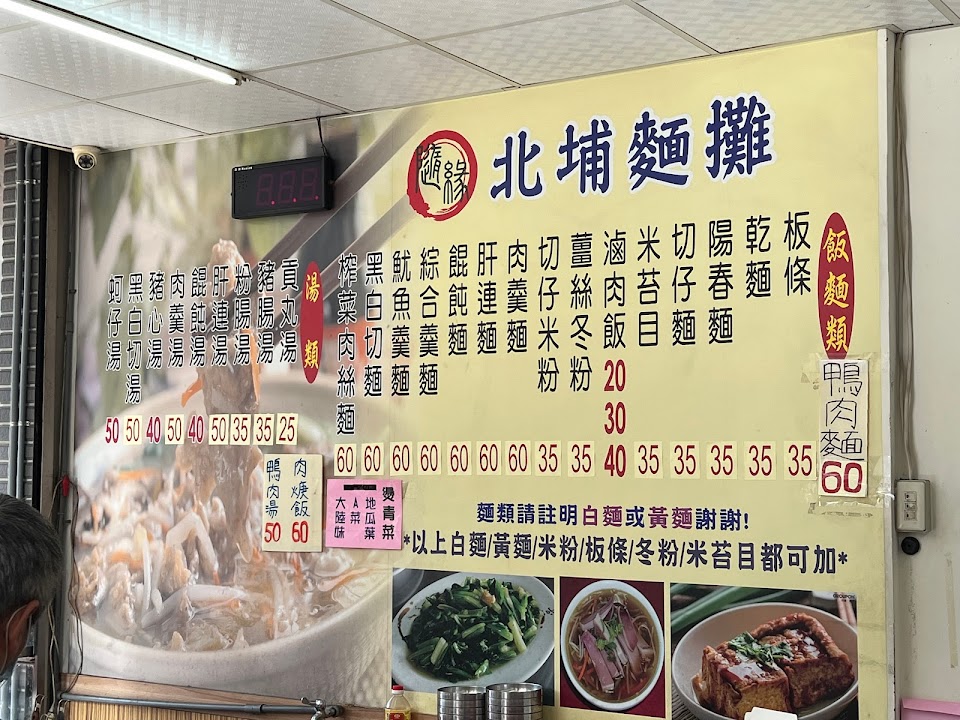 隨緣
北埔麵攤
飯麵類
板條 35
乾麵 35
陽春麵 35
切仔麵 35
米苔目 35
滷肉飯 20 30 40
薑絲冬粉 35
切仔米粉 35
肉羹麵 60
肝連麵 60
餛飩麵 60
綜合羹麵 60
魷魚羹麵 60
黑白切麵 60
榨菜肉絲麵 60
鴨肉麵 60
湯類
貢丸湯 25
豬腸湯 35
粉腸湯 35
肝連湯 50
餛飩湯 40
肉羹湯 50
豬心湯 40
黑白切湯 50
蚵仔湯 50
肉焿飯 60
鴨肉湯 50
燙青菜
地瓜葉
A菜
大陸妹
麵類請註明白麵或黃麵謝謝!
*以上白麵/黃麵/米粉/板條/冬粉/米苔目都可加*